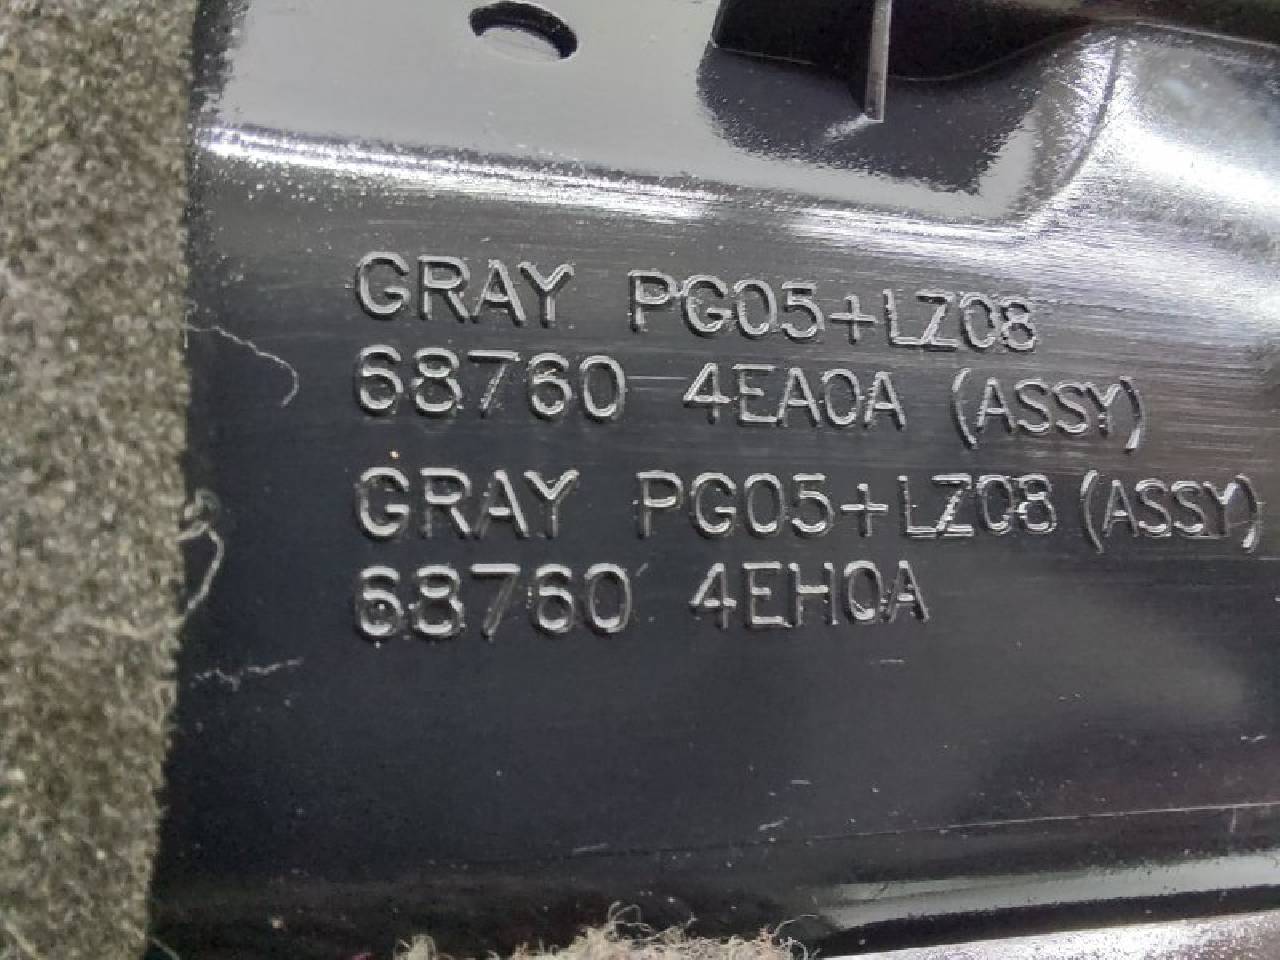 GRAY PG05+LZ08
68760 4EA0A (ASSY)
GRAY PG05+LZ08 (ASSY)
68760 4EH0A